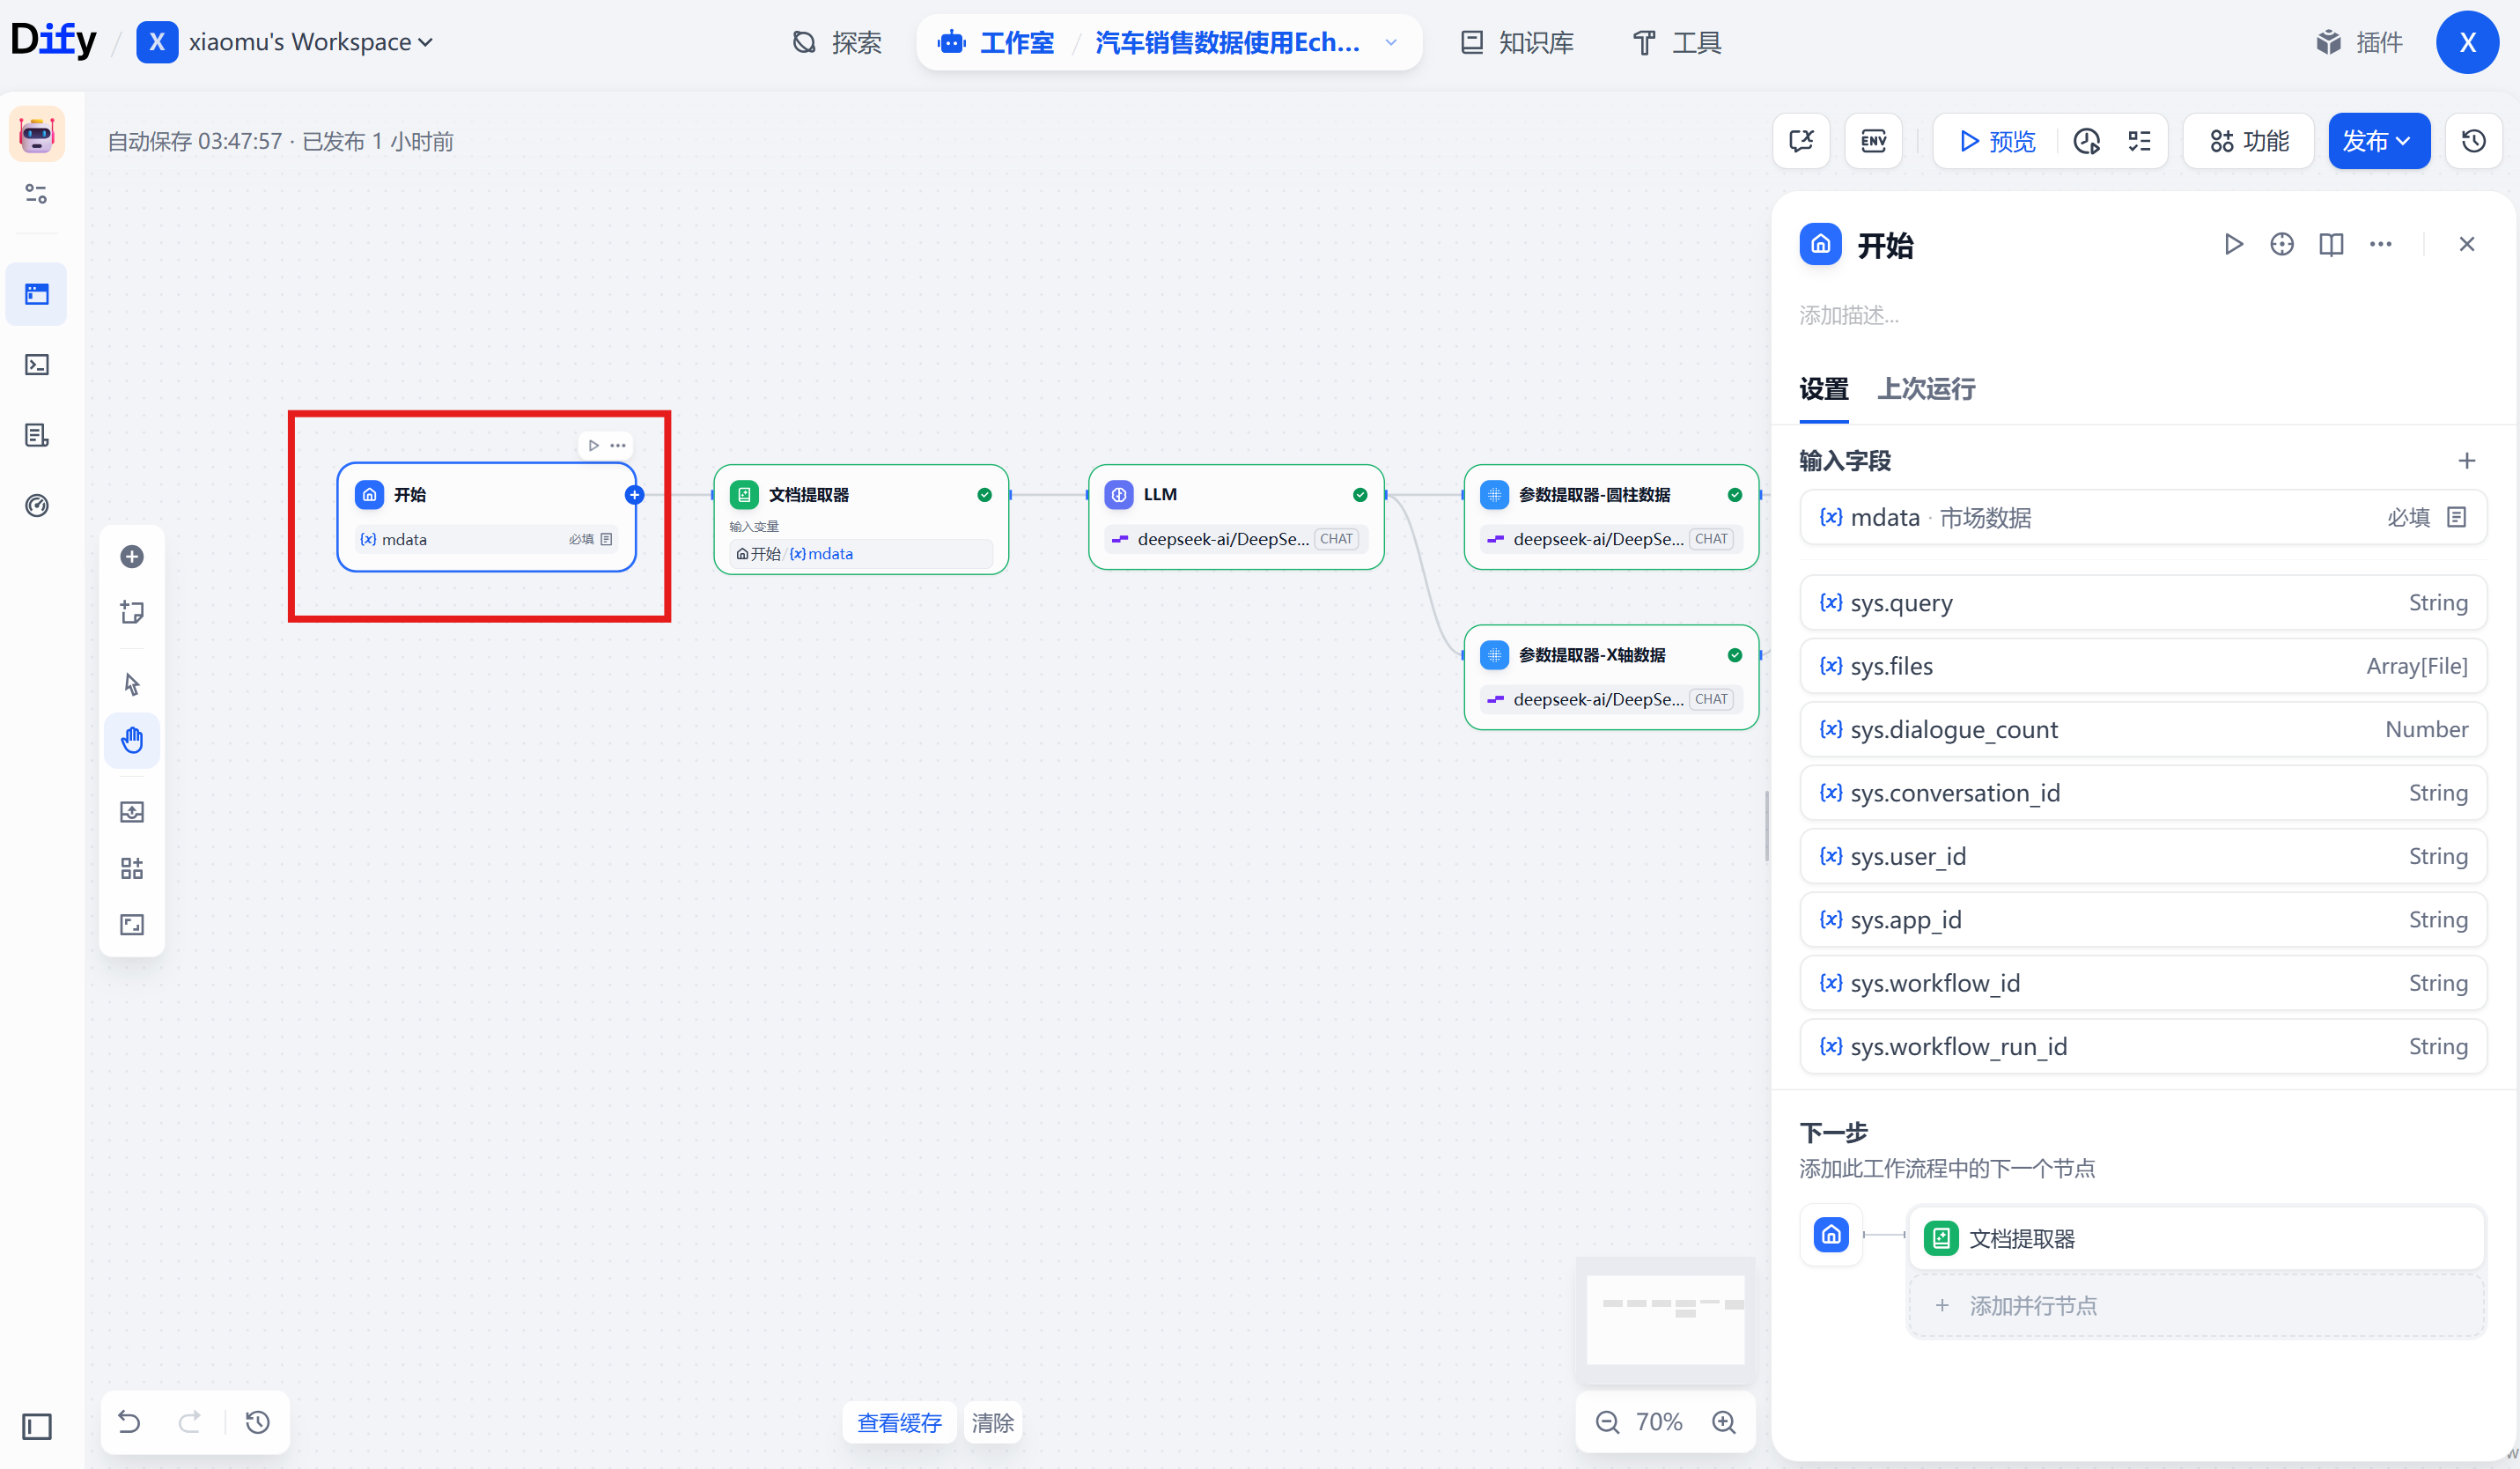 Dify / X xiaomu's Workspace
探索
工作室 / 汽车销售数据使用Ech...
知识库
工具
插件
X
自动保存 03:47:57 · 已发布 1 小时前
ENV
预览
功能
发布
开始
添加描述...
设置 上次运行
输入字段
{x} mdata · 市场数据 必填
{x} sys.query String
{x} sys.files Array[File]
{x} sys.dialogue_count Number
{x} sys.conversation_id String
{x} sys.user_id String
{x} sys.app_id String
{x} sys.workflow_id String
{x} sys.workflow_run_id String
下一步
添加此工作流程中的下一个节点
文档提取器
+ 添加并行节点
开始
{x} mdata 必填
文档提取器
输入变量
开始 / {x} mdata
LLM
deepseek-ai/DeepSe... CHAT
参数提取器-圆柱数据
deepseek-ai/DeepSe... CHAT
参数提取器-X轴数据
deepseek-ai/DeepSe... CHAT
查看缓存 清除
70%